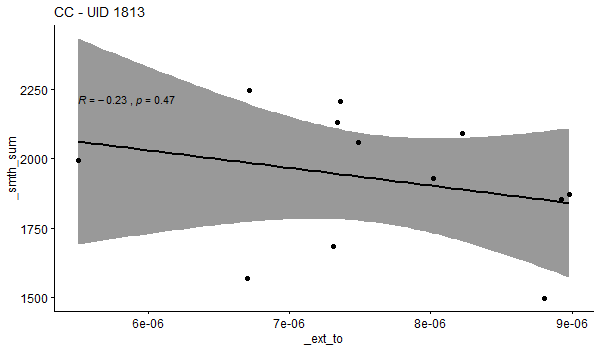 CC - UID 1813
R = − 0.23 , p = 0.47
2250
2000
1750
1500
_smth_sum
6e-06 7e-06 8e-06 9e-06
_ext_to